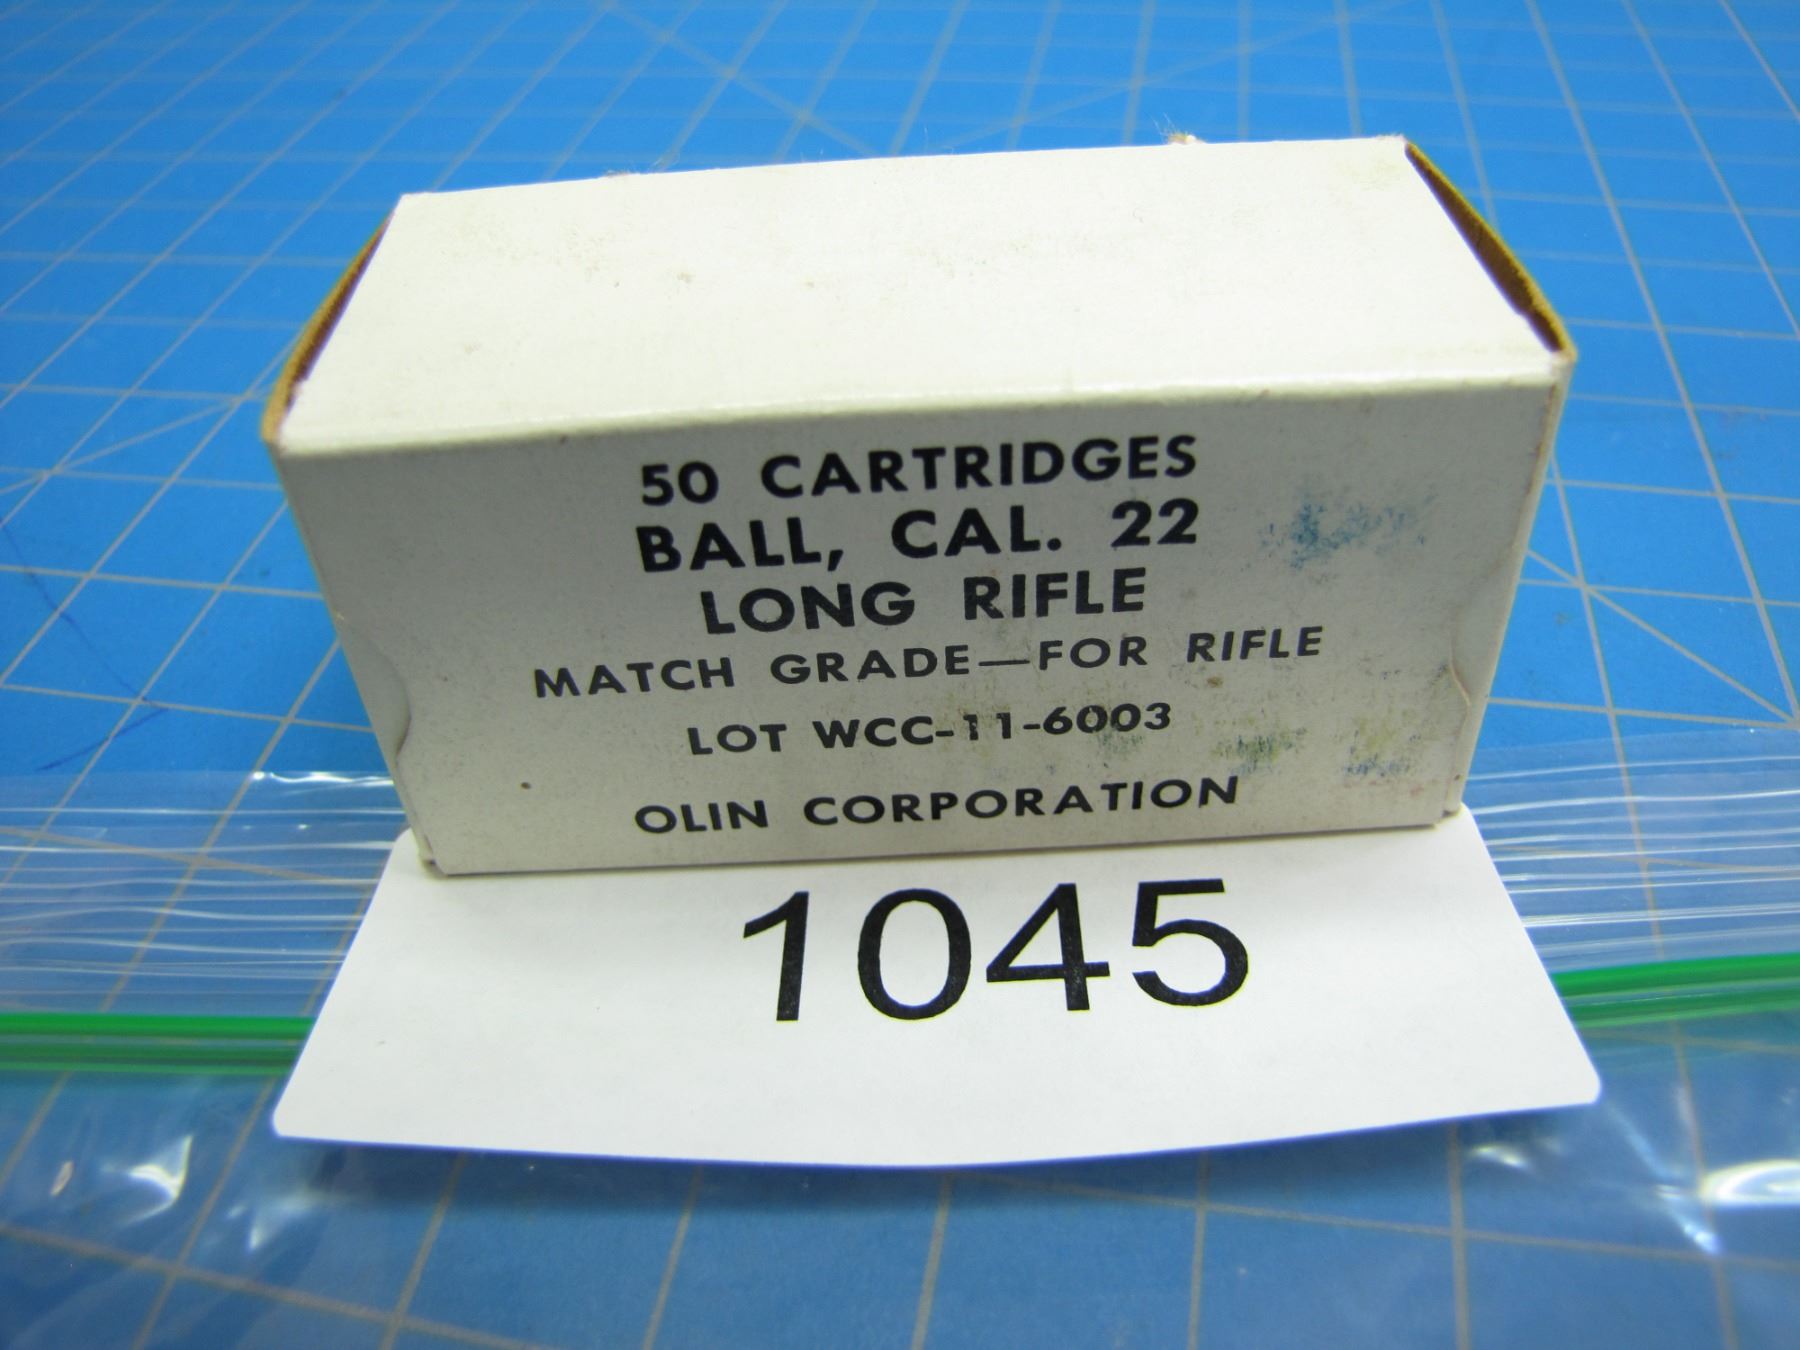 50 CARTRIDGES
BALL, CAL. 22
LONG RIFLE
MATCH GRADE—FOR RIFLE
LOT WCC-11-6003
OLIN CORPORATION
1045